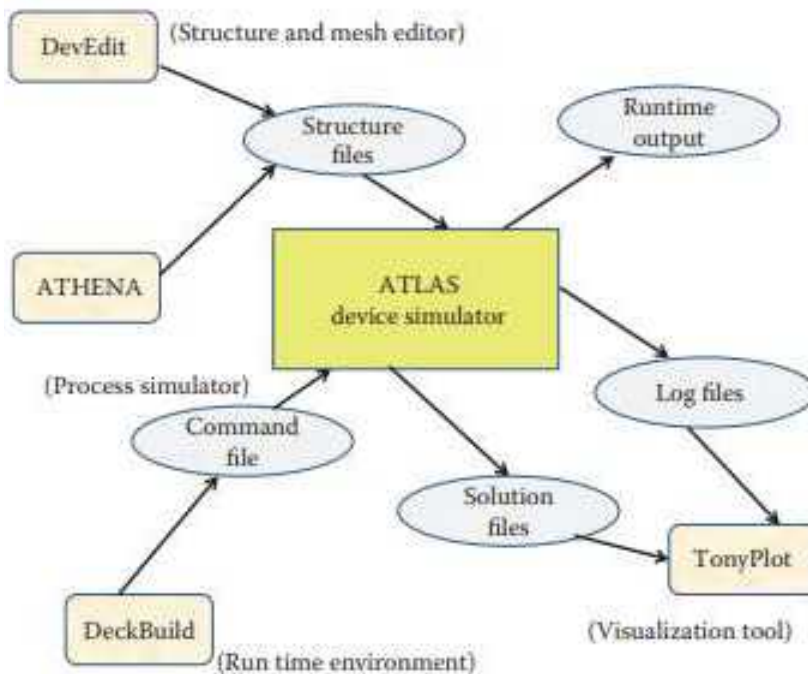 DevEdit
(Structure and mesh editor)
Structure
files
Runtime
output
ATHENA
ATLAS
device simulator
(Process simulator)
Command
file
Log files
Solution
files
TonyPlot
DeckBuild
(Visualization tool)
(Run time environment)